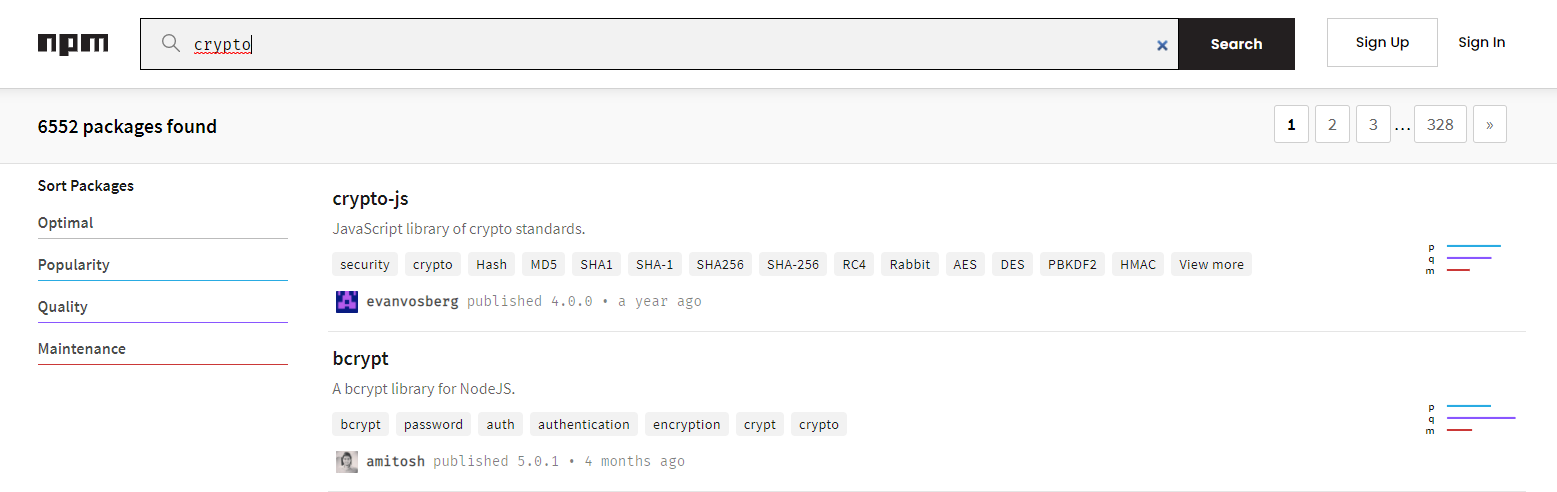 npm crypto × Search Sign Up Sign In
6552 packages found 1 2 3 ... 328 »
Sort Packages
Optimal
Popularity
Quality
Maintenance
crypto-js
JavaScript library of crypto standards.
security crypto Hash MD5 SHA1 SHA-1 SHA256 SHA-256 RC4 Rabbit AES DES PBKDF2 HMAC View more
evanvosberg published 4.0.0 • a year ago
p
q
m
bcrypt
A bcrypt library for NodeJS.
bcrypt password auth authentication encryption crypt crypto
amitosh published 5.0.1 • 4 months ago
p
q
m